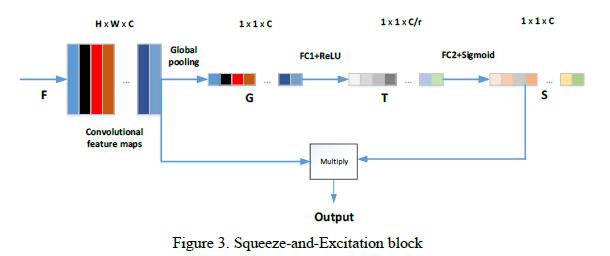 H x W x C
1 x 1 x C
1 x 1 x C/r
1 x 1 x C
Global
pooling
FC1+ReLU
FC2+Sigmoid
...
...
...
...
F
G
T
S
Convolutional
feature maps
Multiply
Output
Figure 3. Squeeze-and-Excitation block